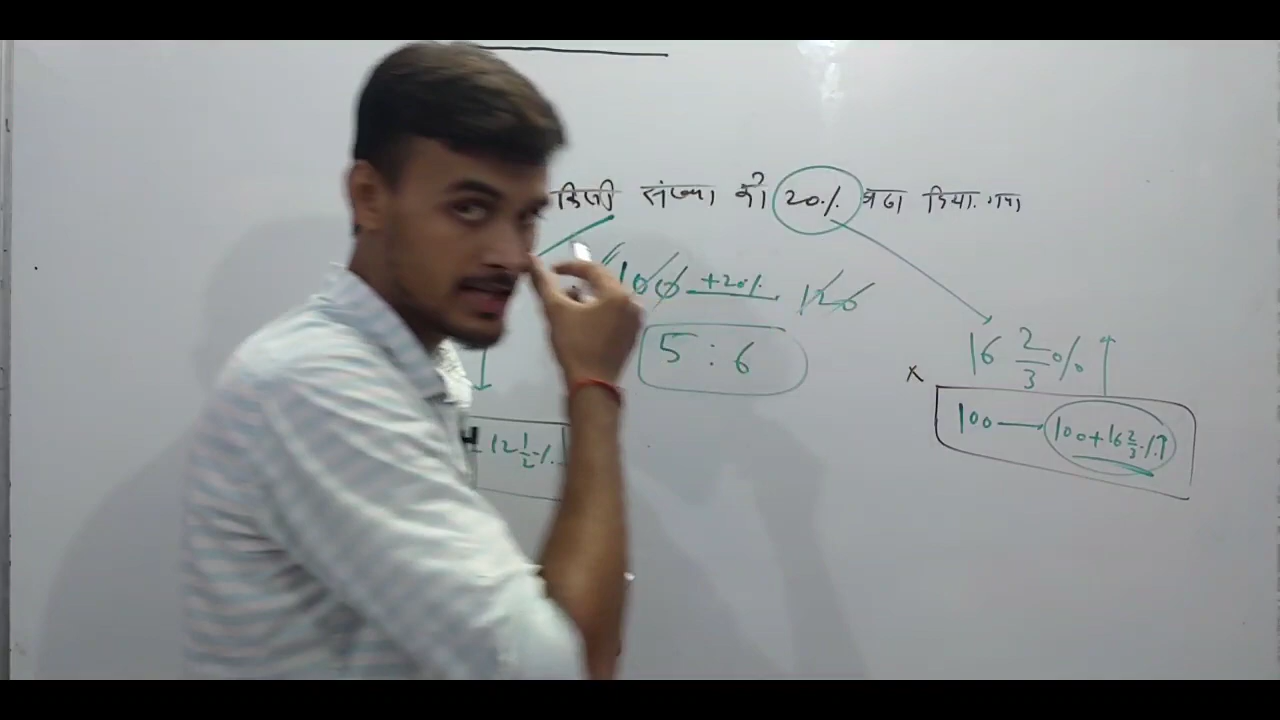 किसी संख्या को 20% बढा दिया गया
100 +20% 120
5 : 6
16 2/3 % ↑
x
100 → 100+16 2/3 %↑
12 1/2 %